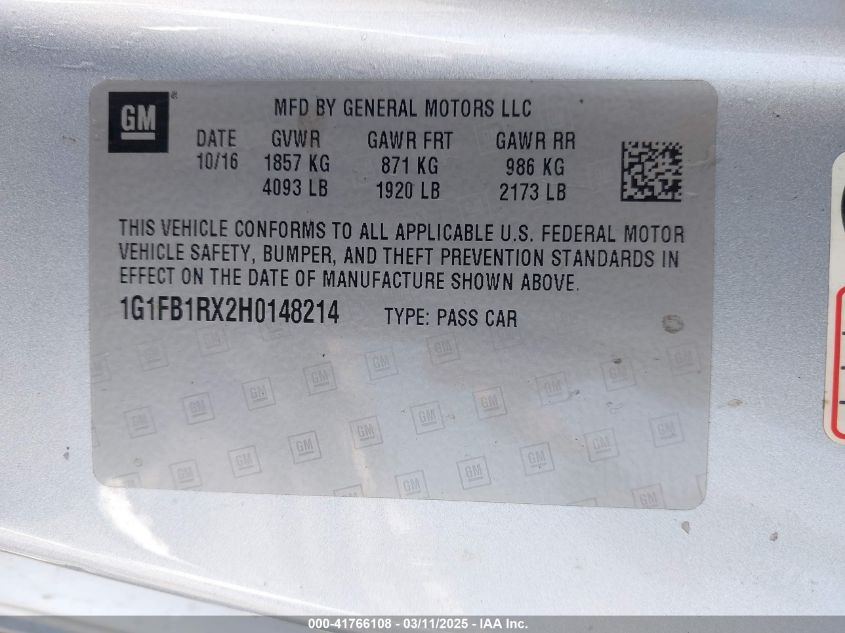 GM
MFD BY GENERAL MOTORS LLC
DATE GVWR GAWR FRT GAWR RR
10/16 1857 KG 871 KG 986 KG
4093 LB 1920 LB 2173 LB
THIS VEHICLE CONFORMS TO ALL APPLICABLE U.S. FEDERAL MOTOR
VEHICLE SAFETY, BUMPER, AND THEFT PREVENTION STANDARDS IN
EFFECT ON THE DATE OF MANUFACTURE SHOWN ABOVE.
1G1FB1RX2H0148214 TYPE: PASS CAR
000-41766108 - 03/11/2025 - IAA Inc.